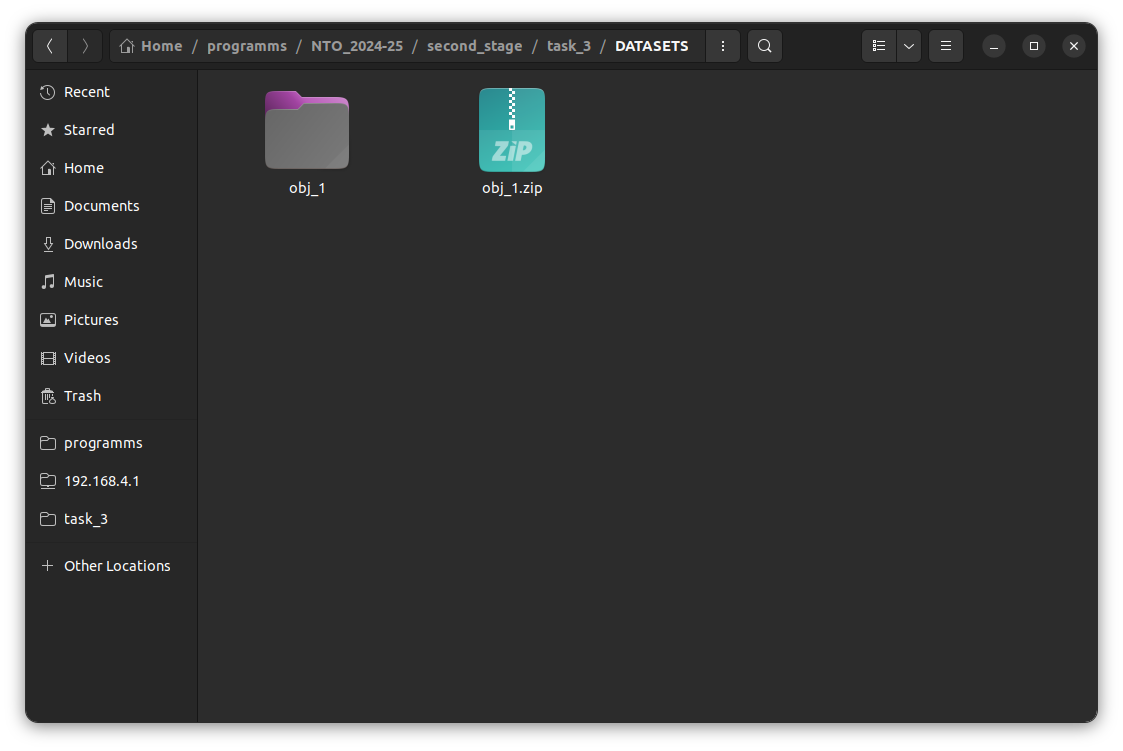 Home / programms / NTO_2024-25 / second_stage / task_3 / DATASETS
Recent
Starred
Home
Documents
Downloads
Music
Pictures
Videos
Trash
programms
192.168.4.1
task_3
Other Locations
ZiP
obj_1
obj_1.zip